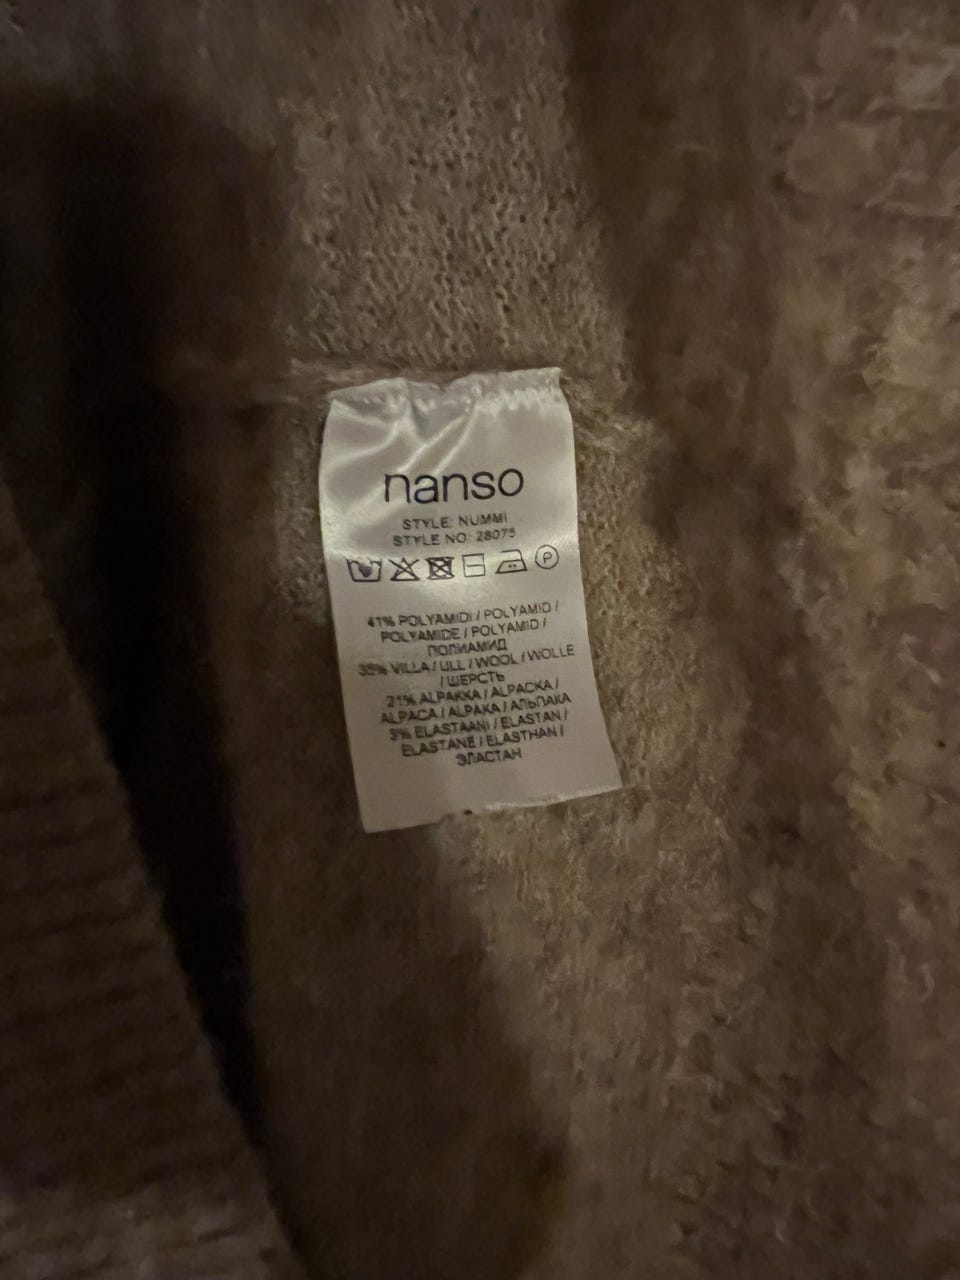 nanso
STYLE: NUMMI
STYLE NO: 28075
P
41% POLYAMIDI / POLYAMID /
POLYAMIDE / POLYAMID /
ПОЛИАМИД
35% VILLA / ULL / WOOL / WOLLE
/ ШЕРСТЬ
21% ALPAKKA / ALPACKA /
ALPACA / ALPAKA / АЛЬПАКА
3% ELASTAANI / ELASTAN /
ELASTANE / ELASTHAN /
ЭЛАСТАН